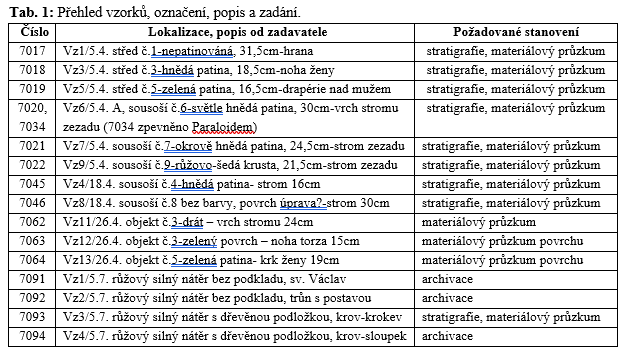 Tab. 1: Přehled vzorků, označení, popis a zadání.
Číslo Lokalizace, popis od zadavatele Požadované stanovení
7017 Vz1/5.4. střed č.1-nepatinováná, 31,5cm-hrana stratigrafie, materiálový průzkum
7018 Vz3/5.4. střed č.3-hnědá patina, 18,5cm-noha ženy stratigrafie, materiálový průzkum
7019 Vz5/5.4. střed č.5-zelená patina, 16,5cm-drapérie nad mužem stratigrafie, materiálový průzkum
7020, Vz6/5.4. A, sousoší č.6-světle hnědá patina, 30cm-vrch stromu stratigrafie, materiálový průzkum
7034 zezadu (7034 zpevněno Paraloidem)
7021 Vz7/5.4. sousoší č.7-okrově hnědá patina, 24,5cm-strom zezadu stratigrafie, materiálový průzkum
7022 Vz9/5.4. sousoší č.9-růžovo-šedá krusta, 21,5cm-strom zezadu stratigrafie, materiálový průzkum
7045 Vz4/18.4. sousoší č.4-hnědá patina- strom 16cm stratigrafie, materiálový průzkum
7046 Vz8/18.4. sousoší č.8 bez barvy, povrch úprava?-strom 30cm stratigrafie, materiálový průzkum
7062 Vz11/26.4. objekt č.3-drát – vrch stromu 24cm materiálový průzkum
7063 Vz12/26.4. objekt č.3-zelený povrch – noha torza 15cm materiálový průzkum povrchu
7064 Vz13/26.4. objekt č.5-zelená patina- krk ženy 19cm materiálový průzkum povrchu
7091 Vz1/5.7. růžový silný nátěr bez podkladu, sv. Václav archivace
7092 Vz2/5.7. růžový silný nátěr bez podkladu, trůn s postavou archivace
7093 Vz3/5.7. růžový silný nátěr s dřevěnou podložkou, krov-krokev stratigrafie, materiálový průzkum
7094 Vz4/5.7. růžový silný nátěr s dřevěnou podložkou, krov-sloupek archivace